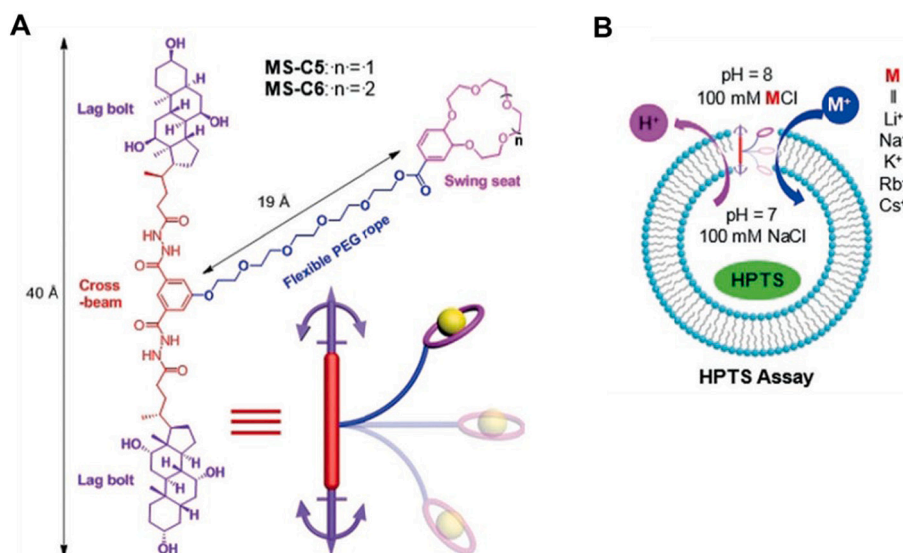 A
OH
Lag bolt
H
H
HO
OH
H
H
MS-C5: n = 1
MS-C6: n = 2
O
O
O
O
O
O
n
Swing seat
O
O
19 Å
O
O
O
O
O
O
Flexible PEG rope
O
HN
NH
O
O
Cross
-beam
40 Å
O
NH
HN
O
HO
H
H
OH
H
H
Lag bolt
OH
B
pH = 8
100 mM MCl
H⁺
M⁺
M
॥
Li⁺
Na⁺
K⁺
Rb⁺
Cs⁺
pH = 7
100 mM NaCl
HPTS
HPTS Assay